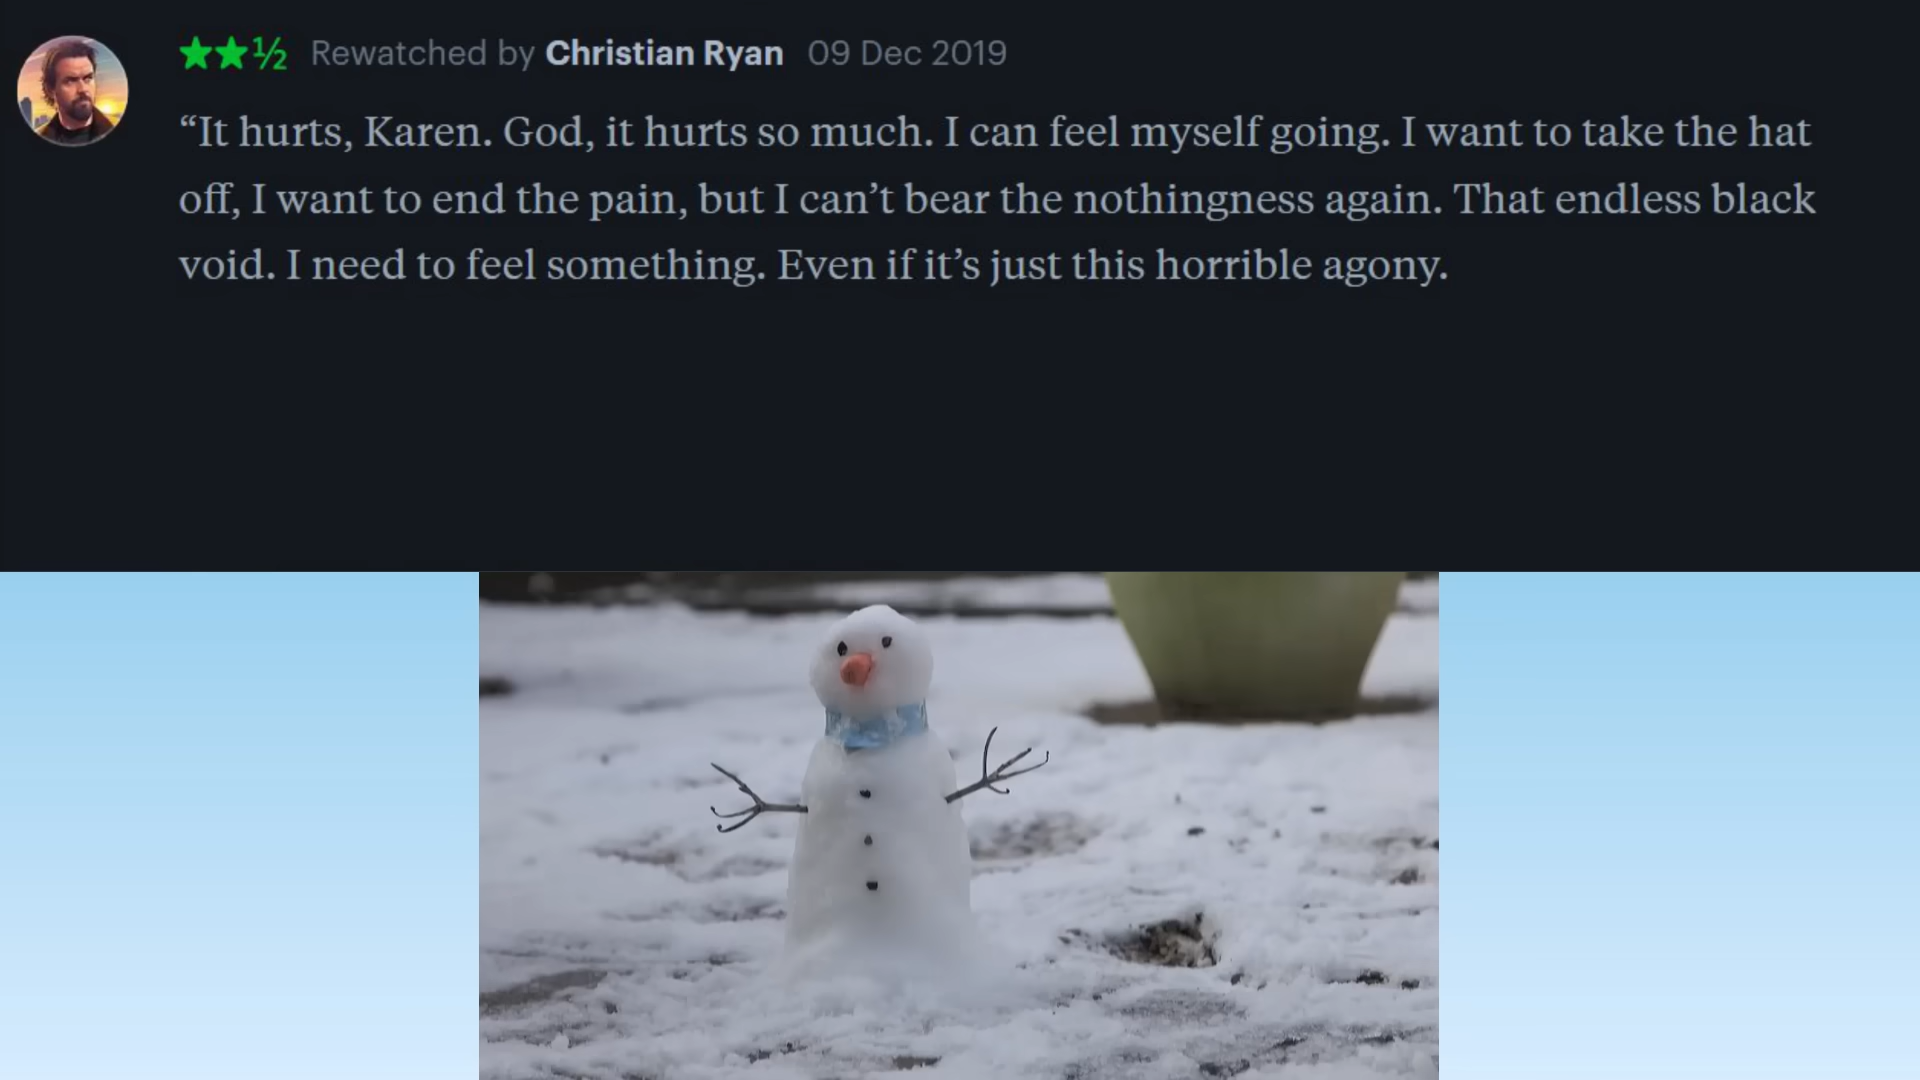 ★★½ Rewatched by Christian Ryan 09 Dec 2019
“It hurts, Karen. God, it hurts so much. I can feel myself going. I want to take the hat
off, I want to end the pain, but I can’t bear the nothingness again. That endless black
void. I need to feel something. Even if it’s just this horrible agony.